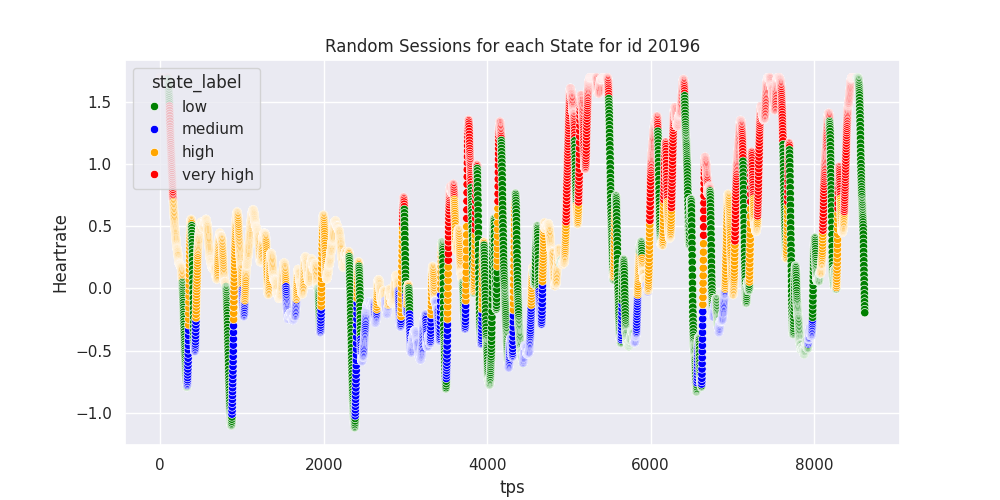 Random Sessions for each State for id 20196
state_label
low
medium
high
very high
Heartrate
1.5
1.0
0.5
0.0
−0.5
−1.0
0 2000 4000 6000 8000
tps